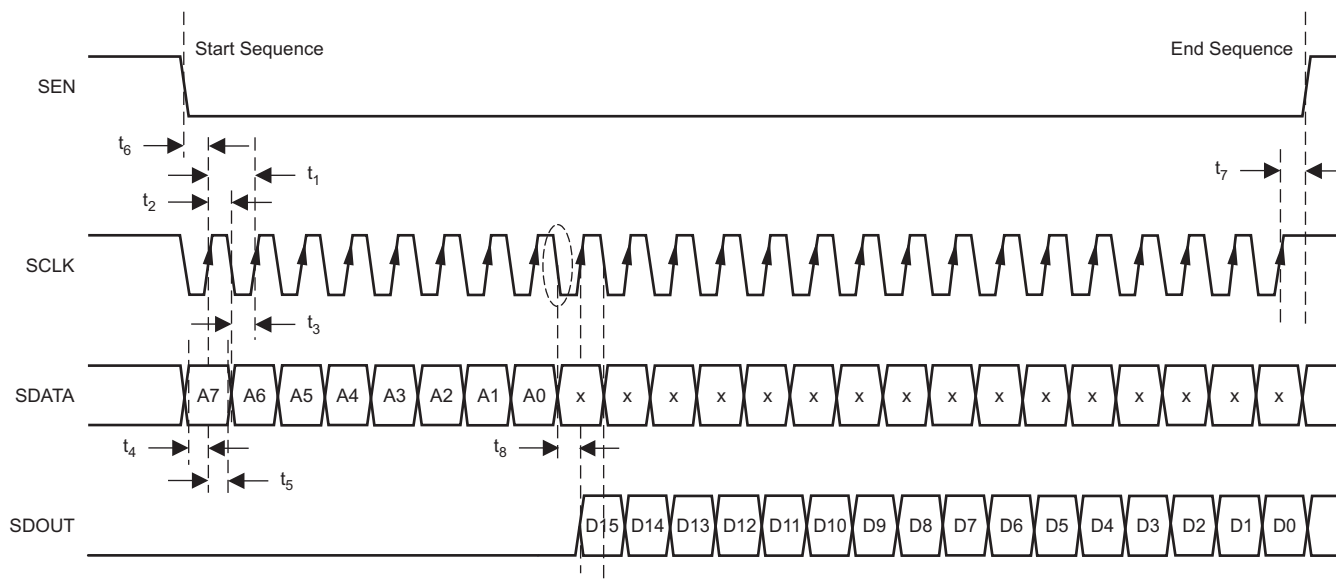 Start Sequence
End Sequence
SEN
t6
t1
t7
t2
SCLK
t3
SDATA
A7 A6 A5 A4 A3 A2 A1 A0 x x x x x x x x x x x x x x x x
t4
t8
t5
SDOUT
D15 D14 D13 D12 D11 D10 D9 D8 D7 D6 D5 D4 D3 D2 D1 D0